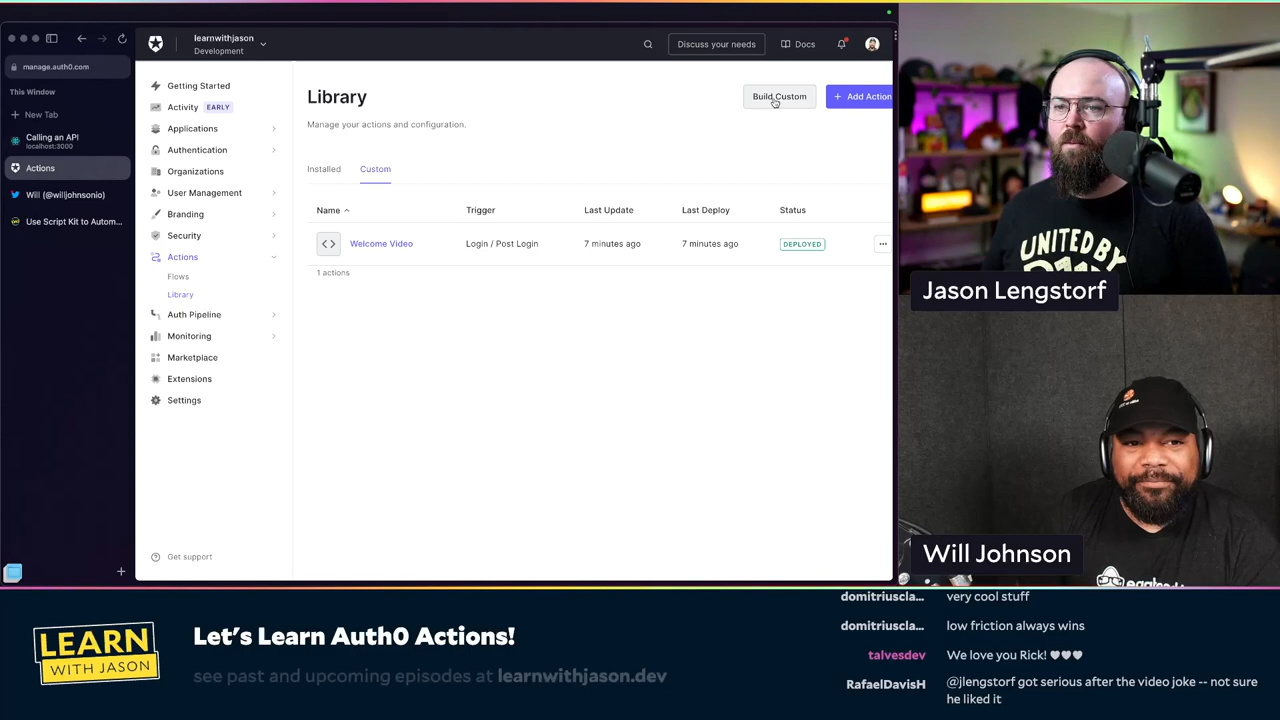 learnwithjason
Development
Discuss your needs
Docs
manage.auth0.com
This Window
New Tab
Calling an API
localhost:3000
Actions
Will (@willjohnsonio)
Use Script Kit to Autom...
Getting Started
Activity EARLY
Applications
Authentication
Organizations
User Management
Branding
Security
Actions
Flows
Library
Auth Pipeline
Monitoring
Marketplace
Extensions
Settings
Get support
Library
Build Custom
+ Add Action
Manage your actions and configuration.
Installed
Custom
Name
Trigger
Last Update
Last Deploy
Status
Welcome Video
Login / Post Login
7 minutes ago
7 minutes ago
DEPLOYED
1 actions
UNITED BY
Jason Lengstorf
Will Johnson
LEARN
WITH JASON
Let's Learn Auth0 Actions!
see past and upcoming episodes at learnwithjason.dev
domitriuscla... very cool stuff
domitriuscla... low friction always wins
talvesdev We love you Rick! ♥♥♥
RafaelDavisH @jlengstorf got serious after the video joke -- not sure
he liked it